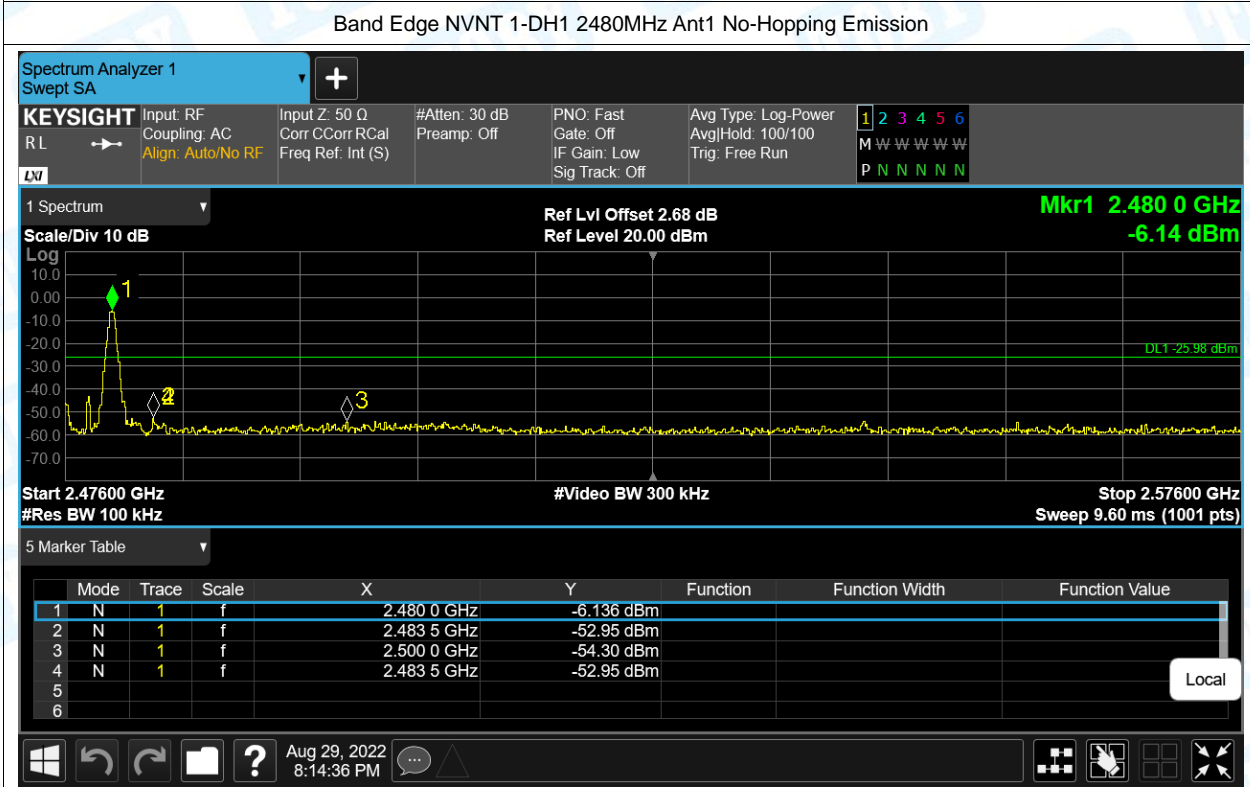 Band Edge NVNT 1-DH1 2480MHz Ant1 No-Hopping Emission
Spectrum Analyzer 1
Swept SA
KEYSIGHT
RL
LXI
Input: RF
Coupling: AC
Align: Auto/No RF
Input Z: 50 Ω
Corr CCorr RCal
Freq Ref: Int (S)
#Atten: 30 dB
Preamp: Off
PNO: Fast
Gate: Off
IF Gain: Low
Sig Track: Off
Avg Type: Log-Power
Avg|Hold: 100/100
Trig: Free Run
1 2 3 4 5 6
M W W W W W
P N N N N N
1 Spectrum
Scale/Div 10 dB
Ref Lvl Offset 2.68 dB
Ref Level 20.00 dBm
Mkr1 2.480 0 GHz
-6.14 dBm
Log
10.0
0.00
-10.0
-20.0
-30.0
-40.0
-50.0
-60.0
-70.0
1
2
3
DL1 -25.98 dBm
Start 2.47600 GHz
#Video BW 300 kHz
Stop 2.57600 GHz
#Res BW 100 kHz
Sweep 9.60 ms (1001 pts)
5 Marker Table
Mode Trace Scale X Y Function Function Width Function Value
1 N 1 f 2.480 0 GHz -6.136 dBm
2 N 1 f 2.483 5 GHz -52.95 dBm
3 N 1 f 2.500 0 GHz -54.30 dBm
4 N 1 f 2.483 5 GHz -52.95 dBm
5
6
Local
?
Aug 29, 2022
8:14:36 PM